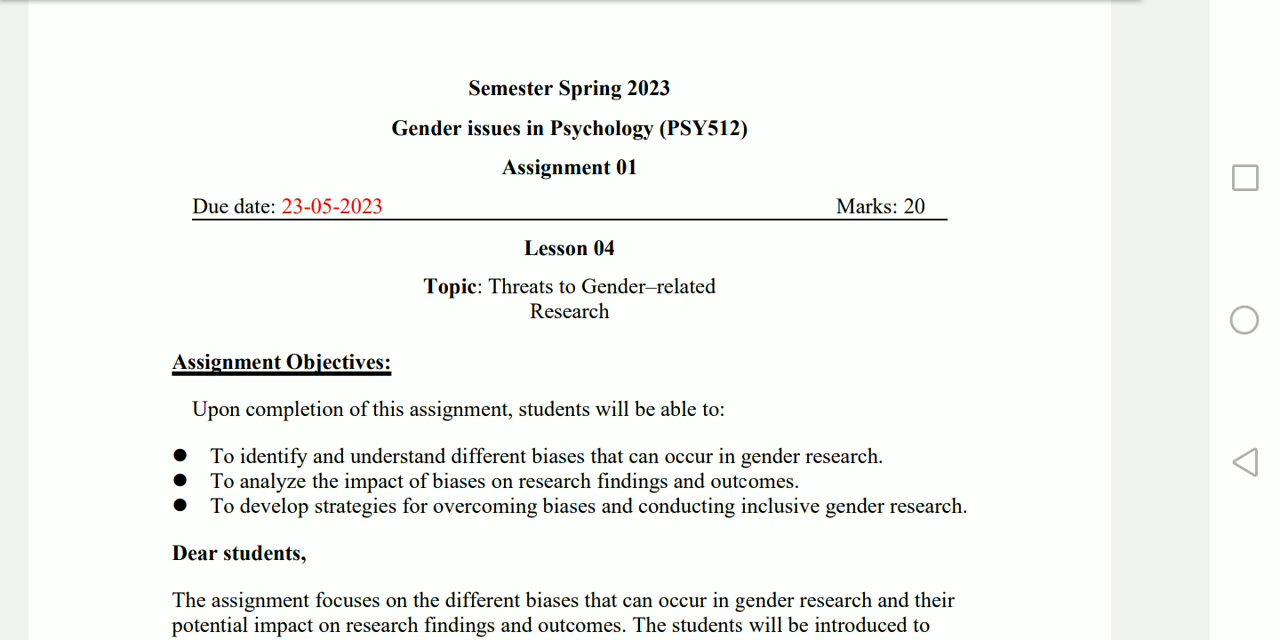 Semester Spring 2023
Gender issues in Psychology (PSY512)
Assignment 01
Due date: 23-05-2023 Marks: 20
Lesson 04
Topic: Threats to Gender–related
Research
Assignment Objectives:
Upon completion of this assignment, students will be able to:
● To identify and understand different biases that can occur in gender research.
● To analyze the impact of biases on research findings and outcomes.
● To develop strategies for overcoming biases and conducting inclusive gender research.
Dear students,
The assignment focuses on the different biases that can occur in gender research and their
potential impact on research findings and outcomes. The students will be introduced to